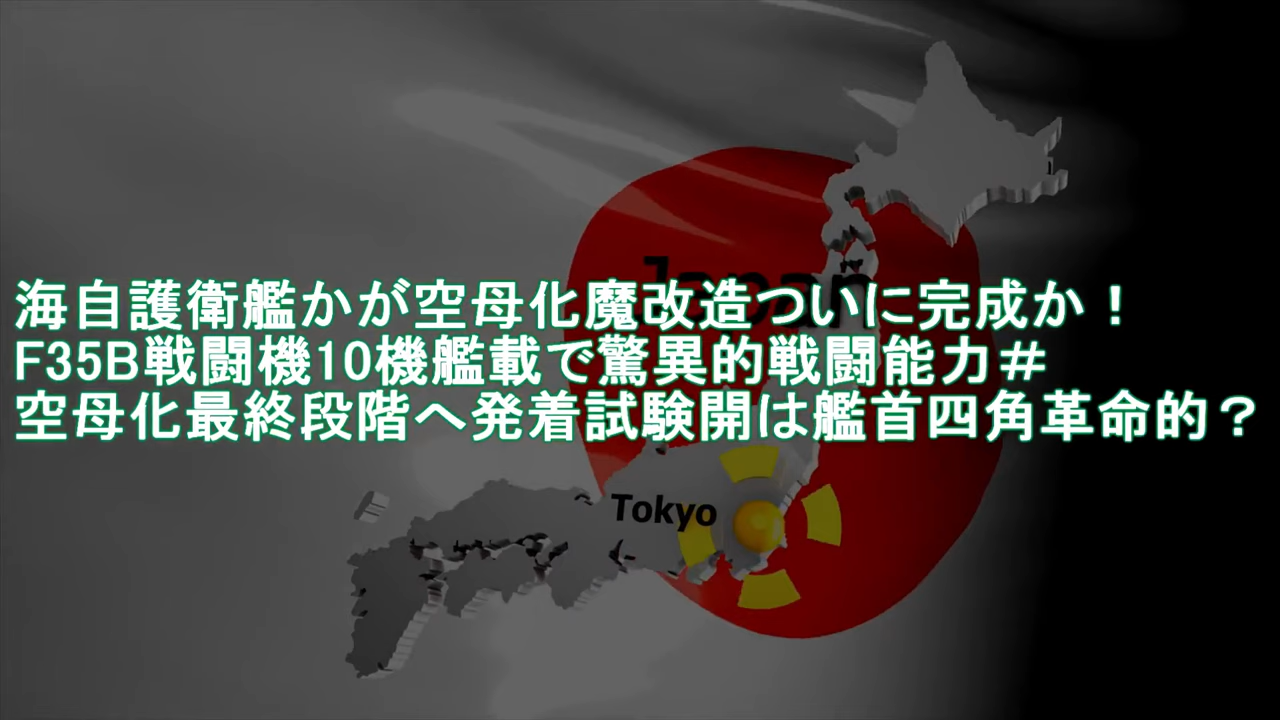 Japan
海自護衛艦かが空母化魔改造ついに完成か！
F35B戦闘機10機艦載で驚異的戦闘能力＃
空母化最終段階へ発着試験開は艦首四角革命的？
Tokyo